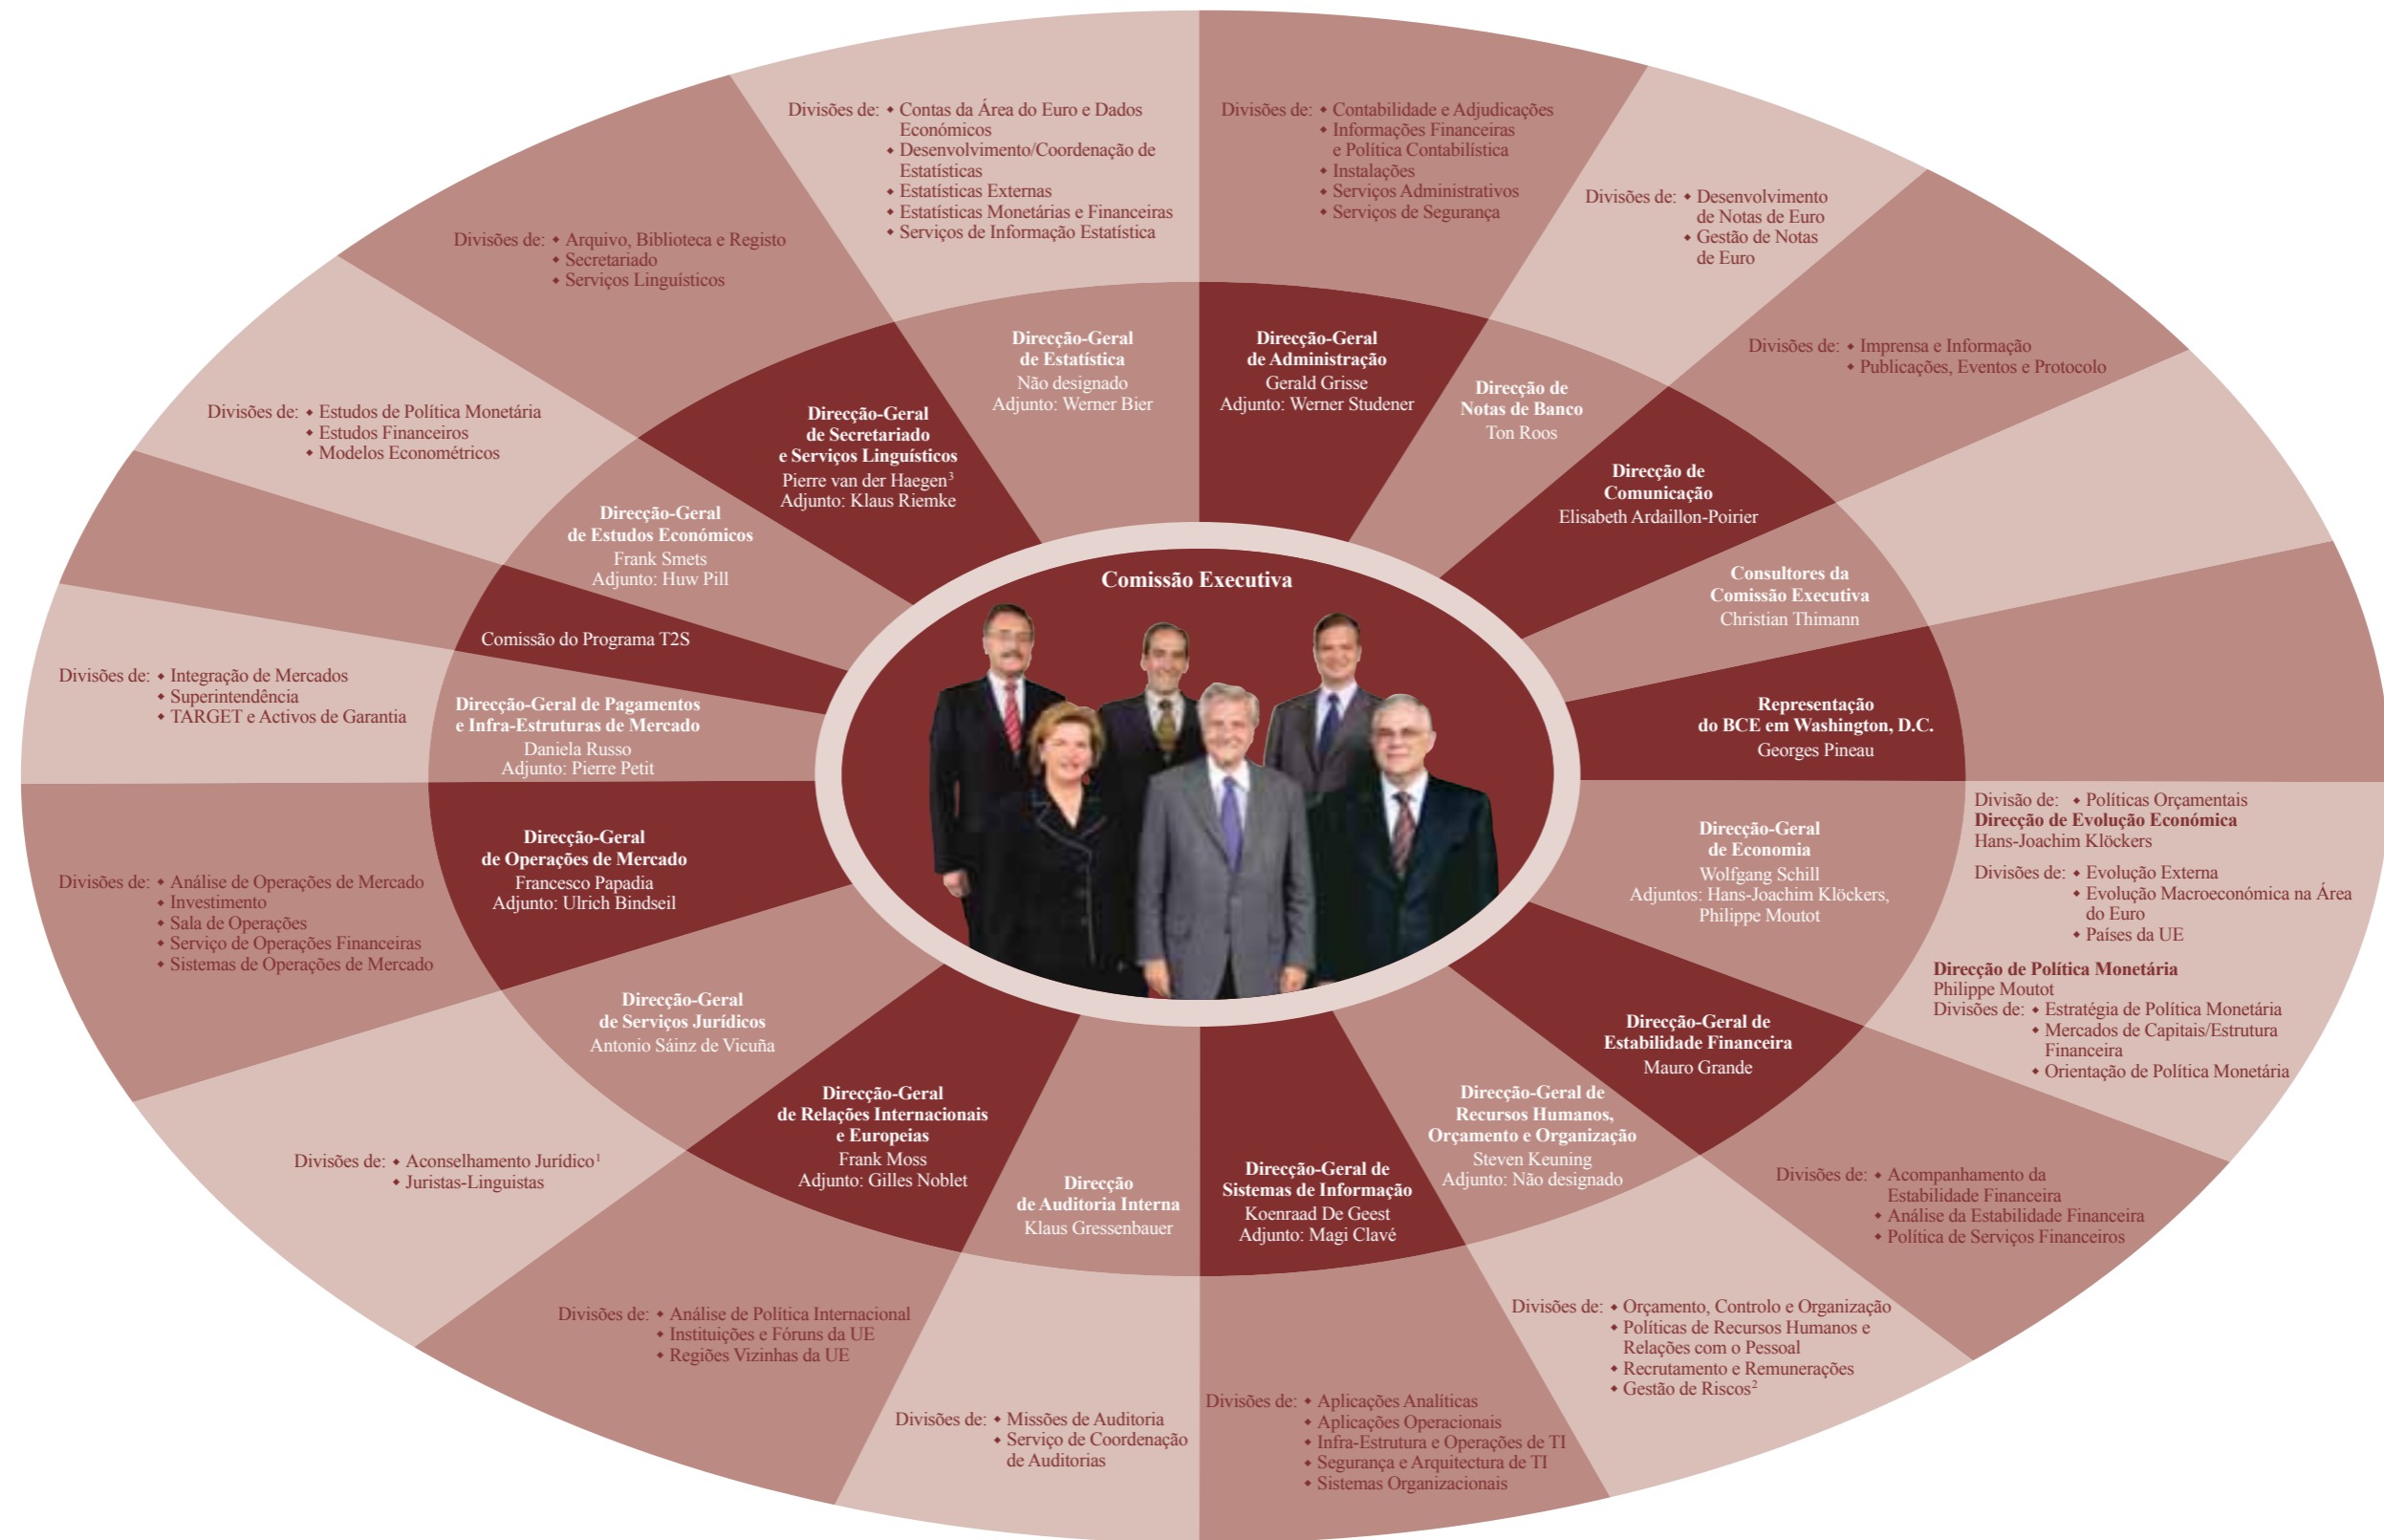 Comissão Executiva
Divisões de: • Contas da Área do Euro e Dados
Económicos
• Desenvolvimento/Coordenação de
Estatísticas
• Estatísticas Externas
• Estatísticas Monetárias e Financeiras
• Serviços de Informação Estatística
Direcção-Geral
de Estatística
Não designado
Adjunto: Werner Bier
Divisões de: • Contabilidade e Adjudicações
• Informações Financeiras
e Política Contabilística
• Instalações
• Serviços Administrativos
• Serviços de Segurança
Direcção-Geral
de Administração
Gerald Grisse
Adjunto: Werner Studener
Divisões de: • Desenvolvimento
de Notas de Euro
• Gestão de Notas
de Euro
Direcção de
Notas de Banco
Ton Roos
Divisões de: • Imprensa e Informação
• Publicações, Eventos e Protocolo
Direcção de
Comunicação
Elisabeth Ardaillon-Poirier
Consultores da
Comissão Executiva
Christian Thimann
Representação
do BCE em Washington, D.C.
Georges Pineau
Direcção-Geral
de Economia
Wolfgang Schill
Adjuntos: Hans-Joachim Klöckers,
Philippe Moutot
Divisão de: • Políticas Orçamentais
Direcção de Evolução Económica
Hans-Joachim Klöckers
Divisões de: • Evolução Externa
• Evolução Macroeconómica na Área
do Euro
• Países da UE
Direcção de Política Monetária
Philippe Moutot
Divisões de: • Estratégia de Política Monetária
• Mercados de Capitais/Estrutura
Financeira
• Orientação de Política Monetária
Direcção-Geral de
Estabilidade Financeira
Mauro Grande
Divisões de: • Acompanhamento da
Estabilidade Financeira
• Análise da Estabilidade Financeira
• Política de Serviços Financeiros
Direcção-Geral de
Recursos Humanos,
Orçamento e Organização
Steven Keuning
Adjunto: Não designado
Divisões de: • Orçamento, Controlo e Organização
• Políticas de Recursos Humanos e
Relações com o Pessoal
• Recrutamento e Remunerações
• Gestão de Riscos2
Direcção-Geral de
Sistemas de Informação
Koenraad De Geest
Adjunto: Magi Clavé
Divisões de: • Aplicações Analíticas
• Aplicações Operacionais
• Infra-Estrutura e Operações de TI
• Segurança e Arquitectura de TI
• Sistemas Organizacionais
Direcção
de Auditoria Interna
Klaus Gressenbauer
Divisões de: • Missões de Auditoria
• Serviço de Coordenação
de Auditorias
Direcção-Geral
de Relações Internacionais
e Europeias
Frank Moss
Adjunto: Gilles Noblet
Divisões de: • Análise de Política Internacional
• Instituições e Fóruns da UE
• Regiões Vizinhas da UE
Direcção-Geral
de Serviços Jurídicos
Antonio Sáinz de Vicuña
Divisões de: • Aconselhamento Jurídico1
• Juristas-Linguistas
Direcção-Geral
de Operações de Mercado
Francesco Papadia
Adjunto: Ulrich Bindseil
Divisões de: • Análise de Operações de Mercado
• Investimento
• Sala de Operações
• Serviço de Operações Financeiras
• Sistemas de Operações de Mercado
Direcção-Geral de Pagamentos
e Infra-Estruturas de Mercado
Daniela Russo
Adjunto: Pierre Petit
Divisões de: • Integração de Mercados
• Superintendência
• TARGET e Activos de Garantia
Comissão do Programa T2S
Direcção-Geral
de Estudos Económicos
Frank Smets
Adjunto: Huw Pill
Divisões de: • Estudos de Política Monetária
• Estudos Financeiros
• Modelos Econométricos
Direcção-Geral
de Secretariado
e Serviços Linguísticos
Pierre van der Haegen3
Adjunto: Klaus Riemke
Divisões de: • Arquivo, Biblioteca e Registo
• Secretariado
• Serviços Linguísticos